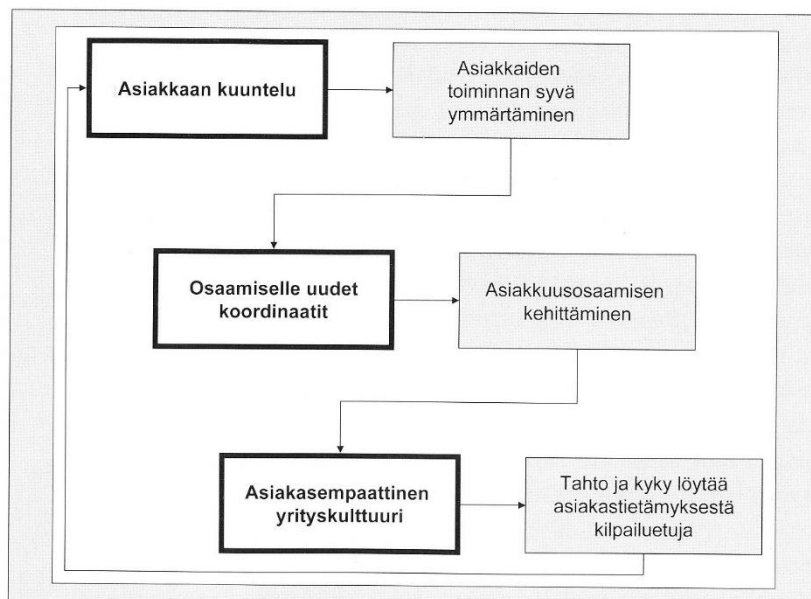 Asiakkaan kuuntelu
Asiakkaiden
toiminnan syvä
ymmärtäminen
Osaamiselle uudet
koordinaatit
Asiakkuusosaamisen
kehittäminen
Asiakasempaattinen
yrityskulttuuri
Tahto ja kyky löytää
asiakastietämyksestä
kilpailuetuja